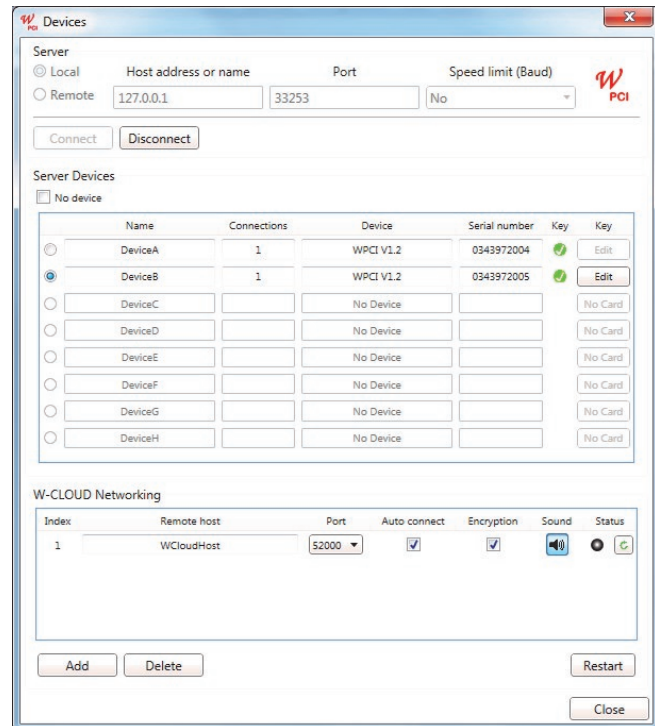 W PCI Devices
Server
Local Host address or name Port Speed limit (Baud)
Remote 127.0.0.1 33253 No
W PCI
Connect Disconnect
Server Devices
No device
Name Connections Device Serial number Key Key
DeviceA 1 WPCI V1.2 0343972004 Edit
DeviceB 1 WPCI V1.2 0343972005 Edit
DeviceC No Device No Card
DeviceD No Device No Card
DeviceE No Device No Card
DeviceF No Device No Card
DeviceG No Device No Card
DeviceH No Device No Card
W-CLOUD Networking
Index Remote host Port Auto connect Encryption Sound Status
1 WCloudHost 52000
Add Delete Restart
Close